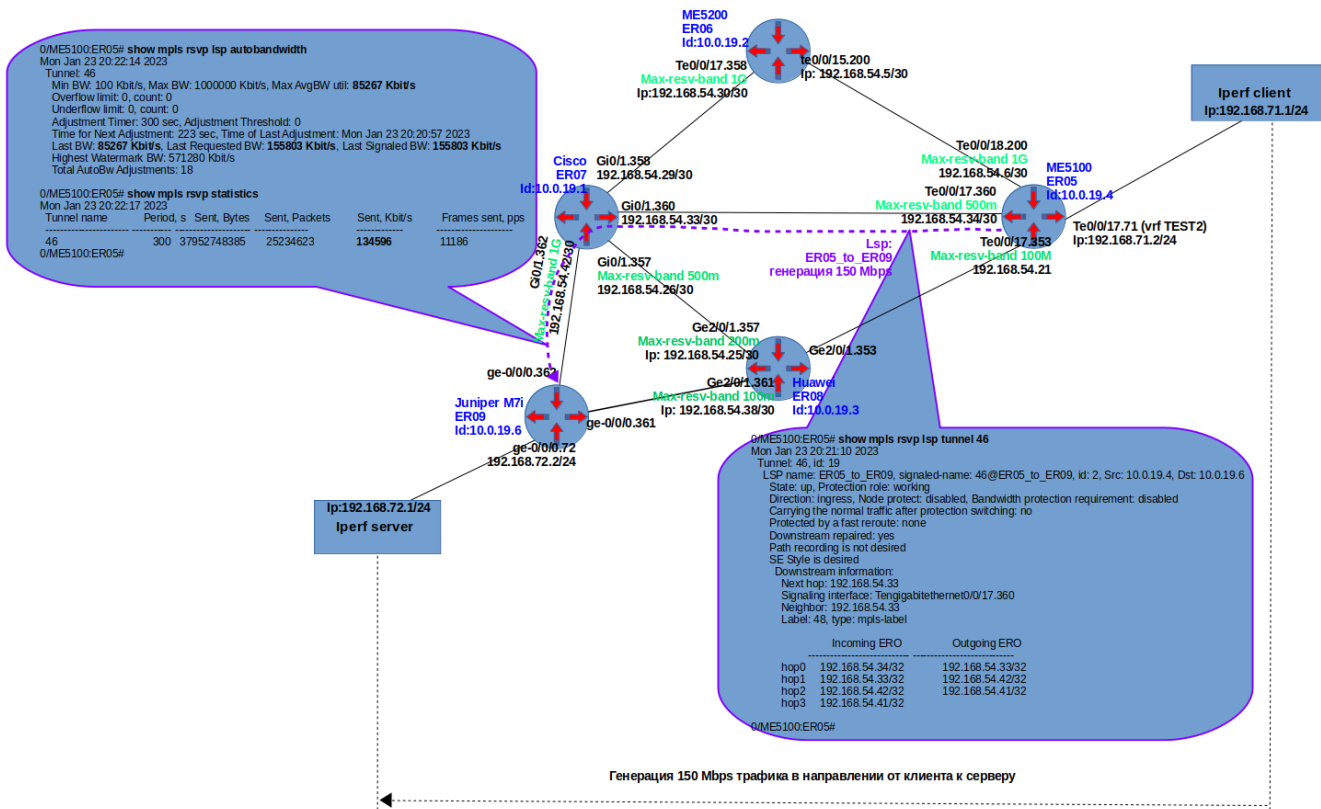 0/ME5100:ER05# show mpls rsvp lsp autobandwidth
Mon Jan 23 20:22:14 2023
Tunnel: 46
Min BW: 100 Kbit/s, Max BW: 1000000 Kbit/s, Max AvgBW util: 85267 Kbit/s
Overflow limit: 0, count: 0
Underflow limit: 0, count: 0
Adjustment Timer: 300 sec, Adjustment Threshold: 0
Time for Next Adjustment: 223 sec, Time of Last Adjustment: Mon Jan 23 20:20:57 2023
Last BW: 85267 Kbit/s, Last Requested BW: 155803 Kbit/s, Last Signaled BW: 155803 Kbit/s
Highest Watermark BW: 571280 Kbit/s
Total AutoBw Adjustments: 18
0/ME5100:ER05# show mpls rsvp statistics
Mon Jan 23 20:22:17 2023
Tunnel name Period, s Sent, Bytes Sent, Packets Sent, Kbit/s Frames sent, pps
---------------------- ----------- --------------------- ------------------- ------------ --------------------
46 300 37952748385 25234623 134596 11186
0/ME5100:ER05#
ME5200
ER06
Id:10.0.19.2
Te0/0/17.358
Max-resv-band 1G
Ip:192.168.54.30/30
te0/0/15.200
Ip: 192.168.54.5/30
Iperf client
Ip:192.168.71.1/24
Cisco
ER07
Id:10.0.19.1
Gi0/1.358
192.168.54.29/30
Gi0/1.360
192.168.54.33/30
Te0/0/18.200
Max-resv-band 1G
192.168.54.6/30
Te0/0/17.360
Max-resv-band 500m
192.168.54.34/30
ME5100
ER05
Id:10.0.19.4
Te0/0/17.71 (vrf TEST2)
Ip:192.168.71.2/24
Te0/0/17.353
Max-resv-band 100M
192.168.54.21
Lsp:
ER05_to_ER09
генерация 150 Mbps
Gi0/1.362
Max-resv-band 1G
192.168.54.42/30
Gi0/1.357
Max-resv-band 500m
192.168.54.26/30
Ge2/0/1.357
Max-resv-band 200m
Ip: 192.168.54.25/30
Ge2/0/1.353
Ge2/0/1.361
Max-resv-band 100m
Ip: 192.168.54.38/30
Huawei
ER08
Id:10.0.19.3
ge-0/0/0.362
Juniper M7i
ER09
Id:10.0.19.6
ge-0/0/0.361
ge-0/0/0.72
192.168.72.2/24
Ip:192.168.72.1/24
Iperf server
0/ME5100:ER05# show mpls rsvp lsp tunnel 46
Mon Jan 23 20:21:10 2023
Tunnel: 46, id: 19
LSP name: ER05_to_ER09, signaled-name: 46@ER05_to_ER09, id: 2, Src: 10.0.19.4, Dst: 10.0.19.6
State: up, Protection role: working
Direction: ingress, Node protect: disabled, Bandwidth protection requirement: disabled
Carrying the normal traffic after protection switching: no
Protected by a fast reroute: none
Downstream repaired: yes
Path recording is not desired
SE Style is desired
Downstream information:
Next hop: 192.168.54.33
Signaling interface: Tengigabitethernet0/0/17.360
Neighbor: 192.168.54.33
Label: 48, type: mpls-label
Incoming ERO Outgoing ERO
---------------------------- ----------------------------
hop0 192.168.54.34/32 192.168.54.33/32
hop1 192.168.54.33/32 192.168.54.42/32
hop2 192.168.54.42/32 192.168.54.41/32
hop3 192.168.54.41/32
0/ME5100:ER05#
Генерация 150 Mbps трафика в направлении от клиента к серверу